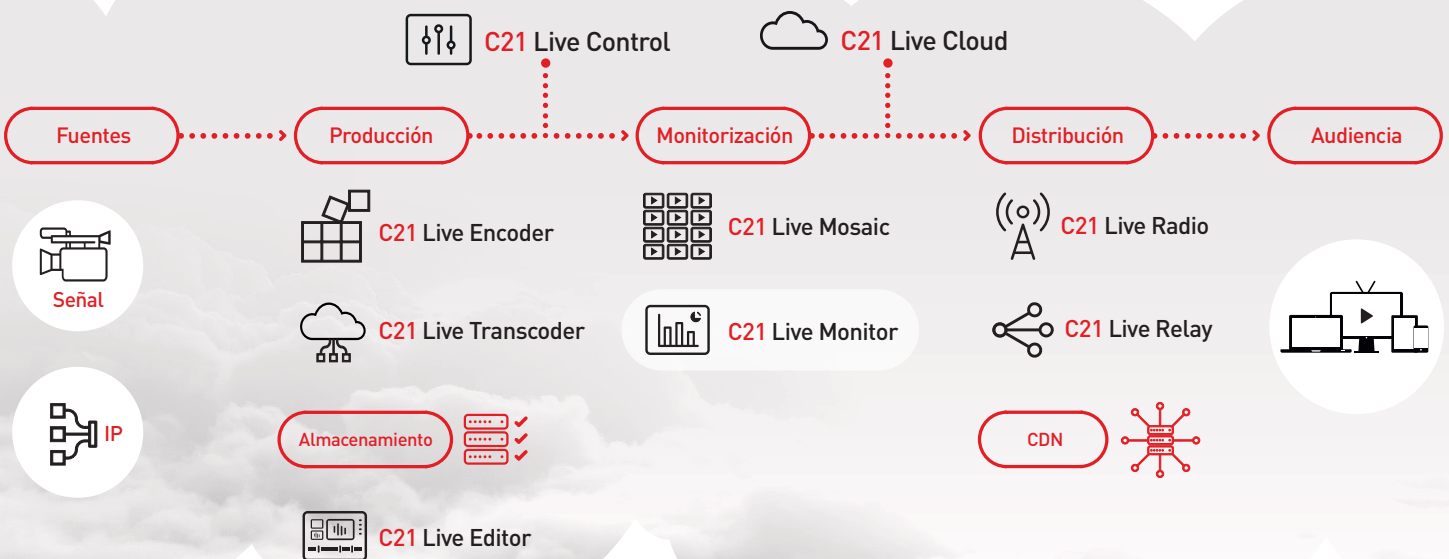 C21 Live Control
C21 Live Cloud
Fuentes
Producción
Monitorización
Distribución
Audiencia
Señal
IP
C21 Live Encoder
C21 Live Transcoder
Almacenamiento
C21 Live Editor
C21 Live Mosaic
C21 Live Monitor
C21 Live Radio
C21 Live Relay
CDN